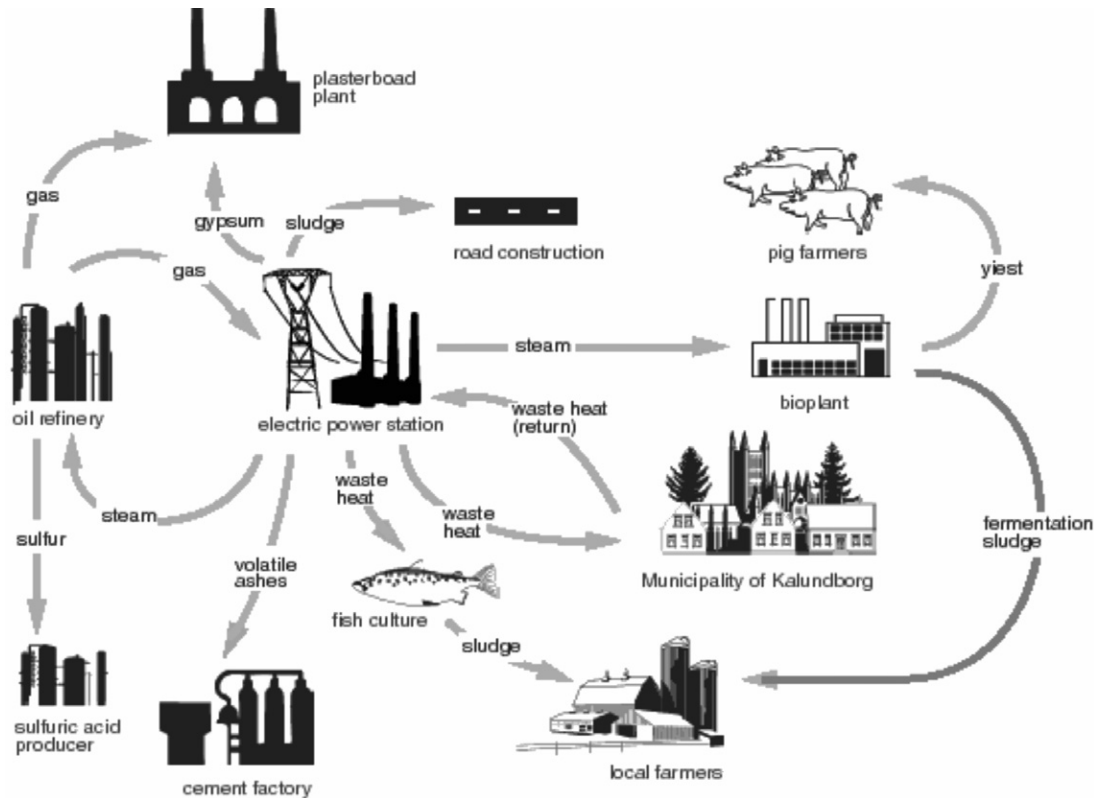 plasterboad
plant
gas
gypsum
sludge
road construction
pig farmers
gas
yiest
steam
oil refinery
electric power station
waste heat
(return)
bioplant
steam
waste
heat
waste
heat
sulfur
fermentation
sludge
volatile
ashes
Municipality of Kalundborg
fish culture
sludge
sulfuric acid
producer
local farmers
cement factory